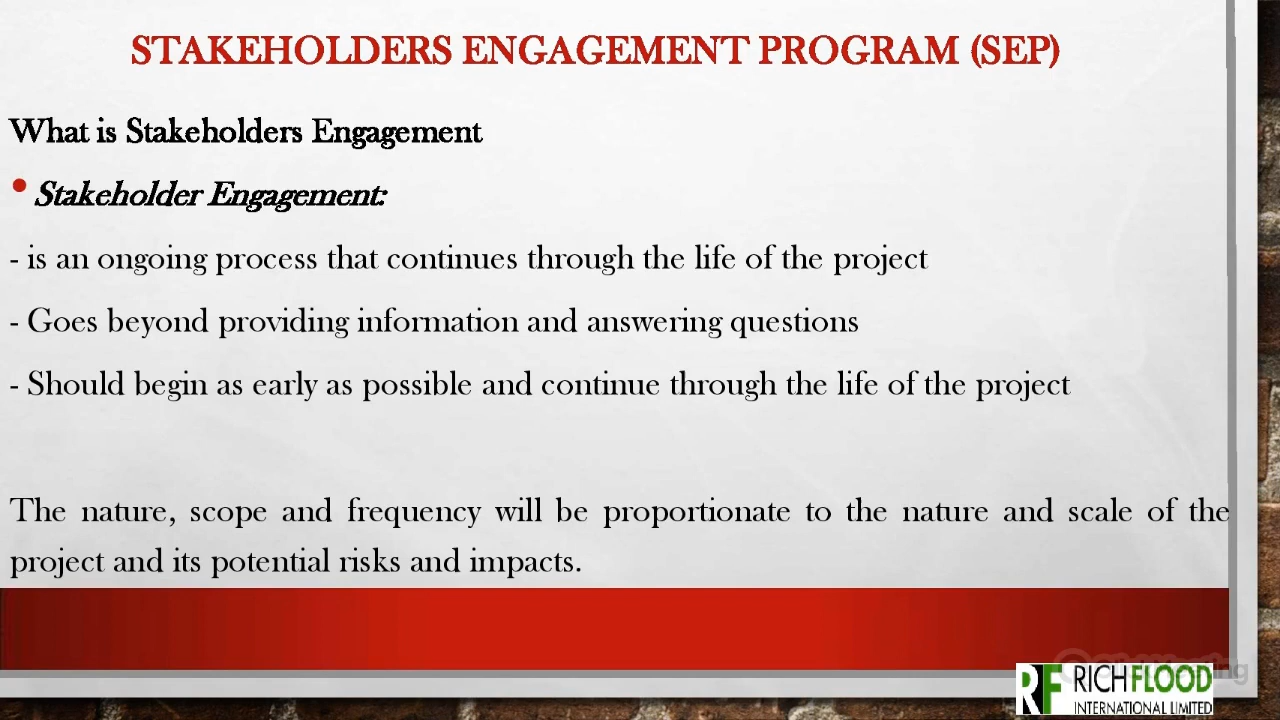 STAKEHOLDERS ENGAGEMENT PROGRAM (SEP)
What is Stakeholders Engagement
• Stakeholder Engagement:
- is an ongoing process that continues through the life of the project
- Goes beyond providing information and answering questions
- Should begin as early as possible and continue through the life of the project
The nature, scope and frequency will be proportionate to the nature and scale of the
project and its potential risks and impacts.
RF RICHFLOOD
INTERNATIONAL LIMITED